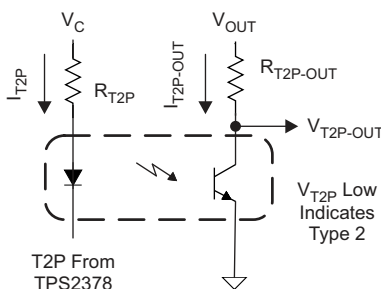 V_C
V_OUT
I_T2P
R_T2P
I_T2P-OUT
R_T2P-OUT
V_T2P-OUT
V_T2P Low
Indicates
Type 2
T2P From
TPS2378